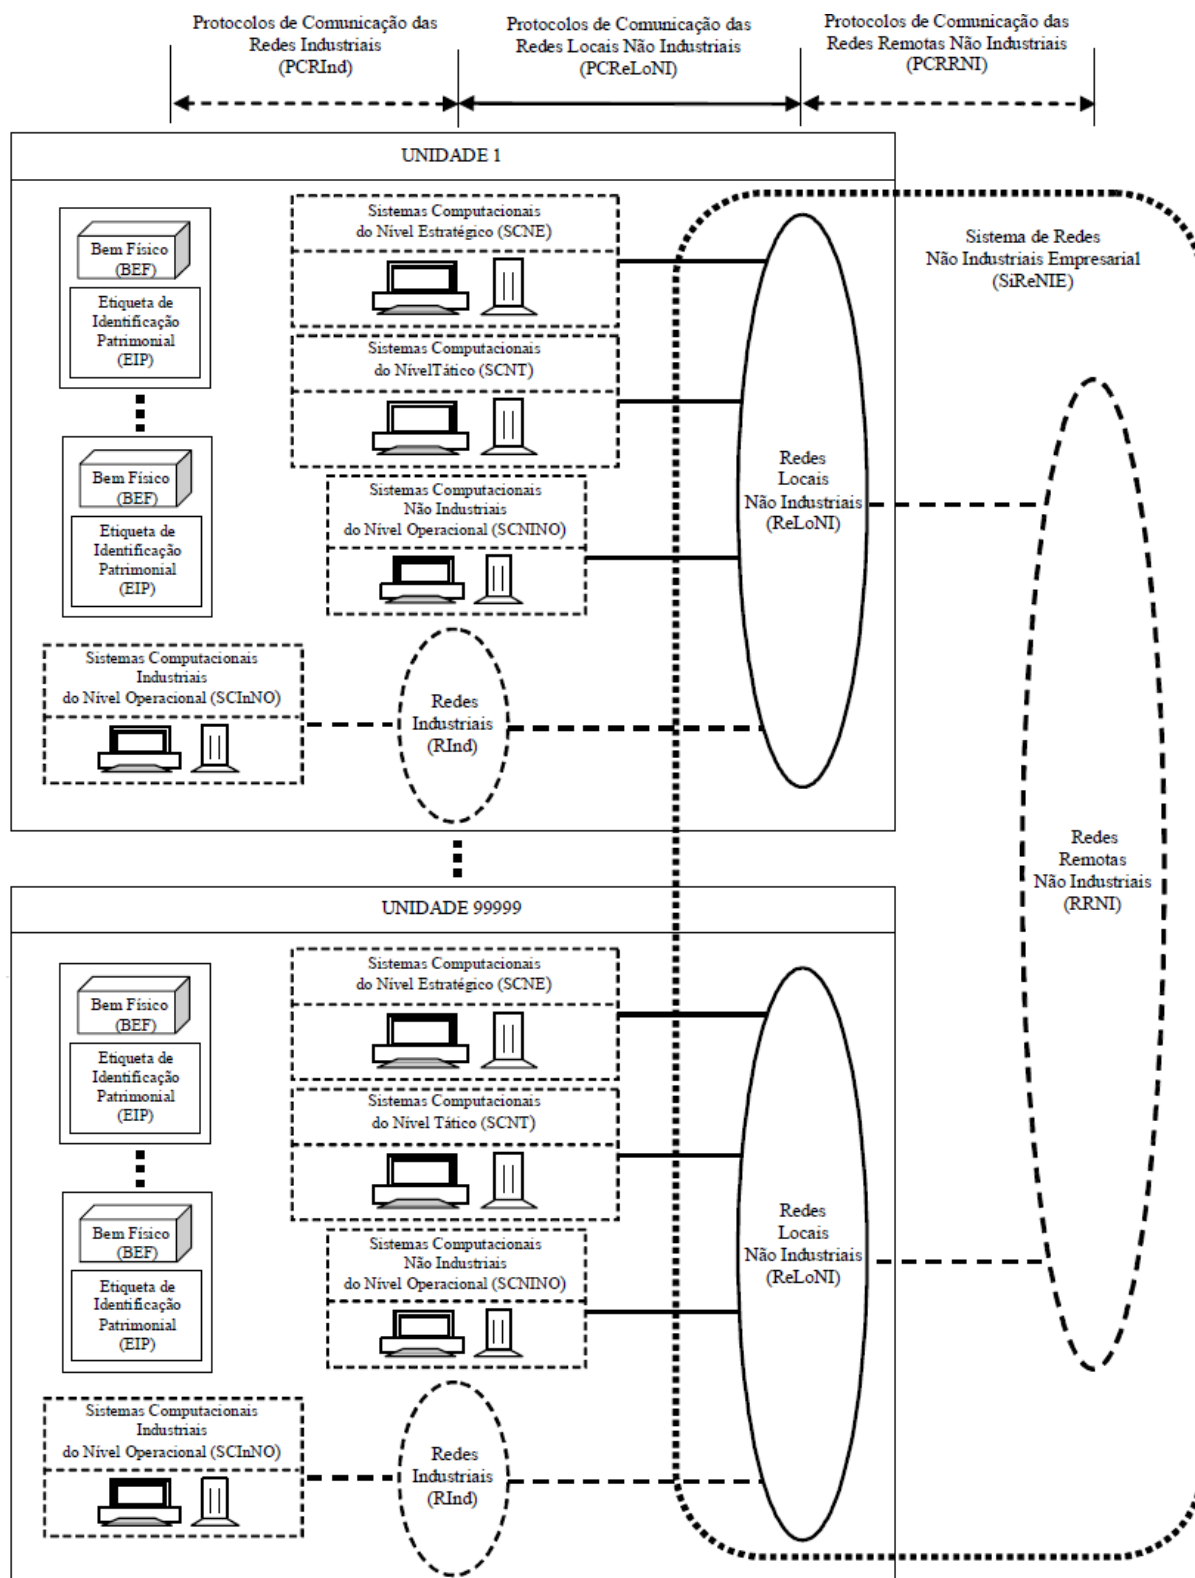 Protocolos de Comunicação das
Redes Industriais
(PCRInd)
Protocolos de Comunicação das
Redes Locais Não Industriais
(PCReLoNI)
Protocolos de Comunicação das
Redes Remotas Não Industriais
(PCRRNI)
UNIDADE 1
Bem Físico
(BEF)
Etiqueta de
Identificação
Patrimonial
(EIP)
Bem Físico
(BEF)
Etiqueta de
Identificação
Patrimonial
(EIP)
Sistemas Computacionais
do Nível Estratégico (SCNE)
Sistemas Computacionais
do NívelTático (SCNT)
Sistemas Computacionais
Não Industriais
do Nível Operacional (SCNINO)
Sistemas Computacionais
Industriais
do Nível Operacional (SCInNO)
Redes
Industriais
(RInd)
Redes
Locais
Não Industriais
(ReLoNI)
Sistema de Redes
Não Industriais Empresarial
(SiReNIE)
Redes
Remotas
Não Industriais
(RRNI)
UNIDADE 99999
Bem Físico
(BEF)
Etiqueta de
Identificação
Patrimonial
(EIP)
Bem Físico
(BEF)
Etiqueta de
Identificação
Patrimonial
(EIP)
Sistemas Computacionais
do Nível Estratégico (SCNE)
Sistemas Computacionais
do Nível Tático (SCNT)
Sistemas Computacionais
Não Industriais
do Nível Operacional (SCNINO)
Sistemas Computacionais
Industriais
do Nível Operacional (SCInNO)
Redes
Industriais
(RInd)
Redes
Locais
Não Industriais
(ReLoNI)